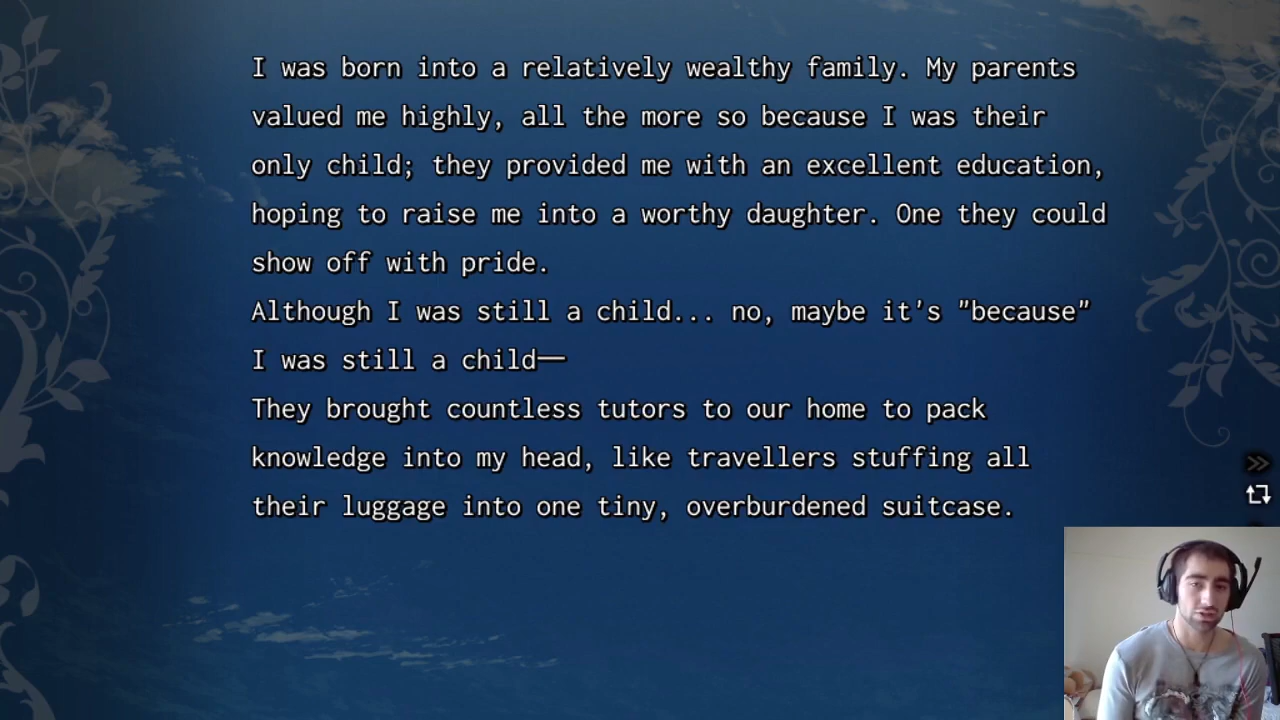 I was born into a relatively wealthy family. My parents
valued me highly, all the more so because I was their
only child; they provided me with an excellent education,
hoping to raise me into a worthy daughter. One they could
show off with pride.
Although I was still a child... no, maybe it's "because"
I was still a child──
They brought countless tutors to our home to pack
knowledge into my head, like travellers stuffing all
their luggage into one tiny, overburdened suitcase.